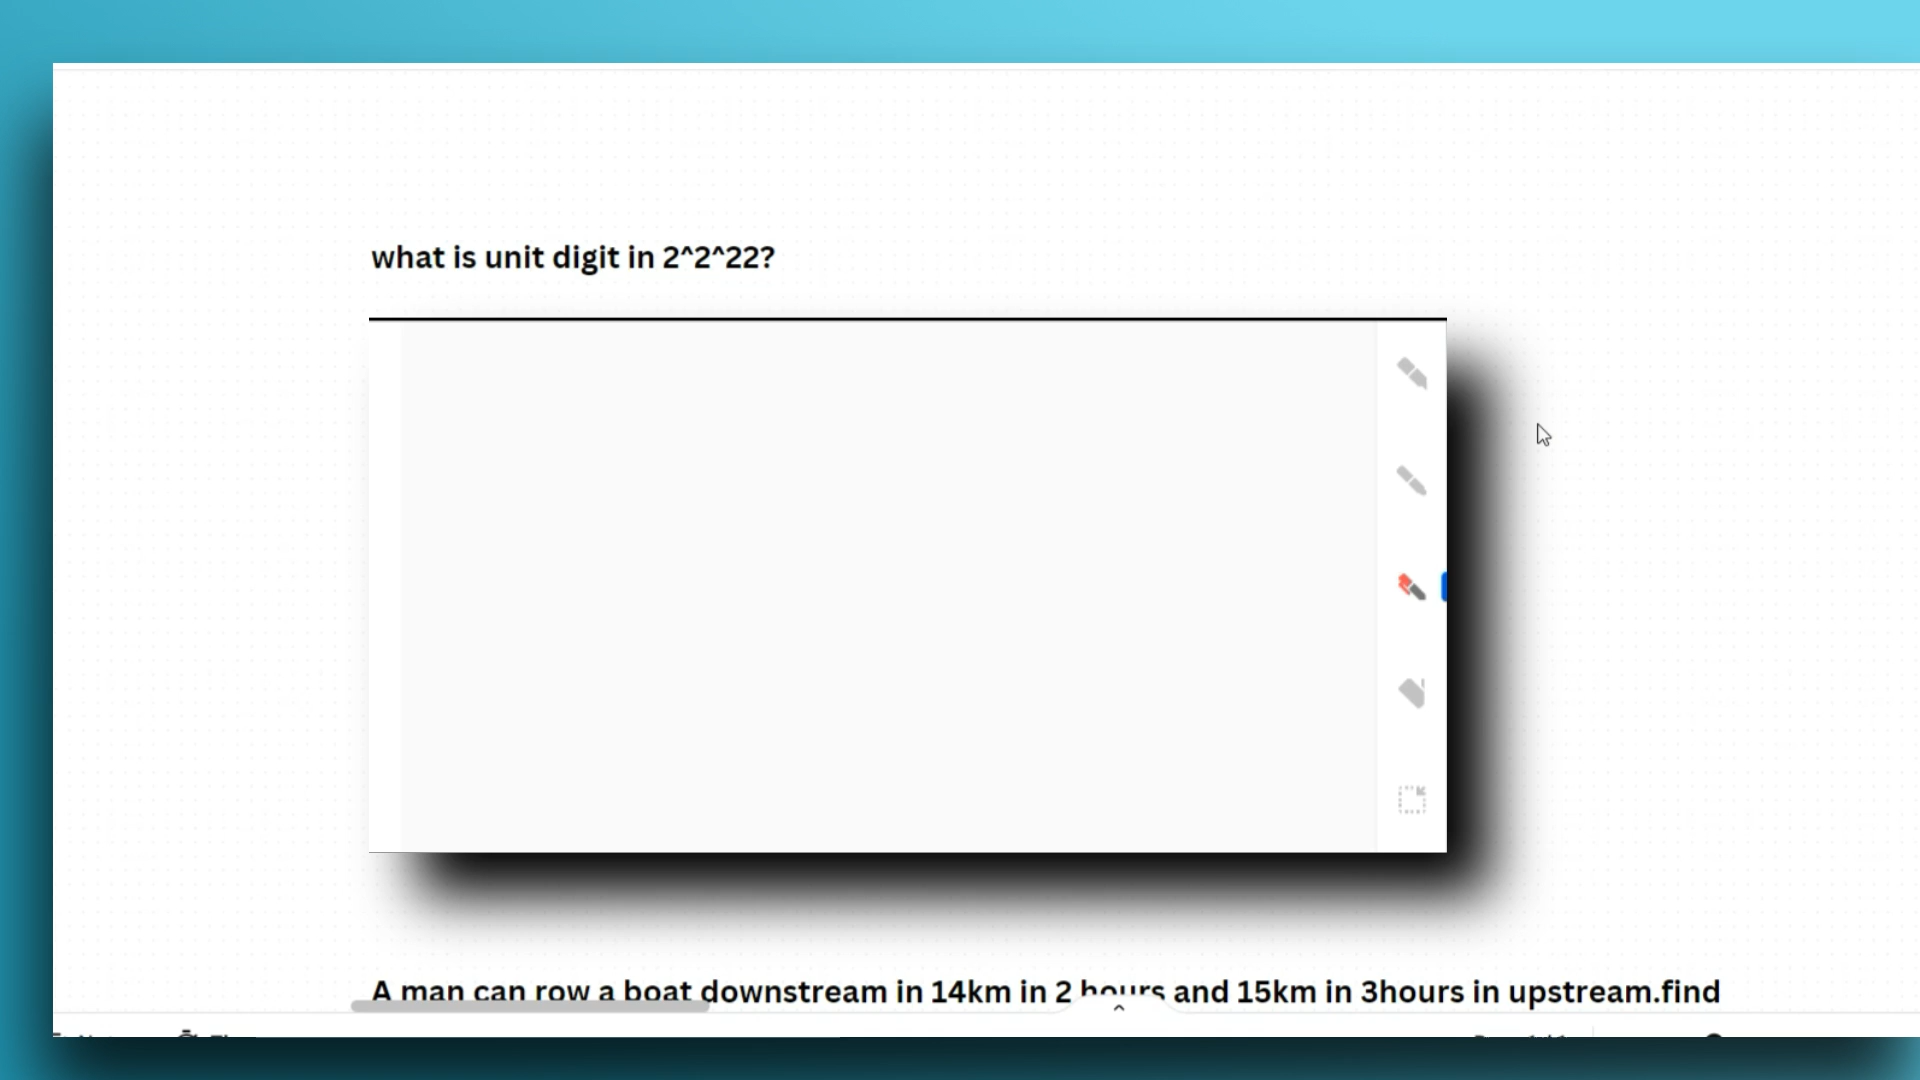 what is unit digit in 2^2^22?
A man can row a boat downstream in 14km in 2 hours and 15km in 3hours in upstream.find